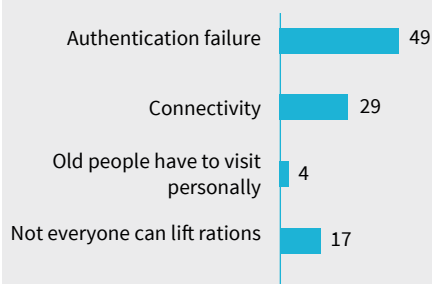 Authentication failure 49
Connectivity 29
Old people have to visit
personally 4
Not everyone can lift rations 17